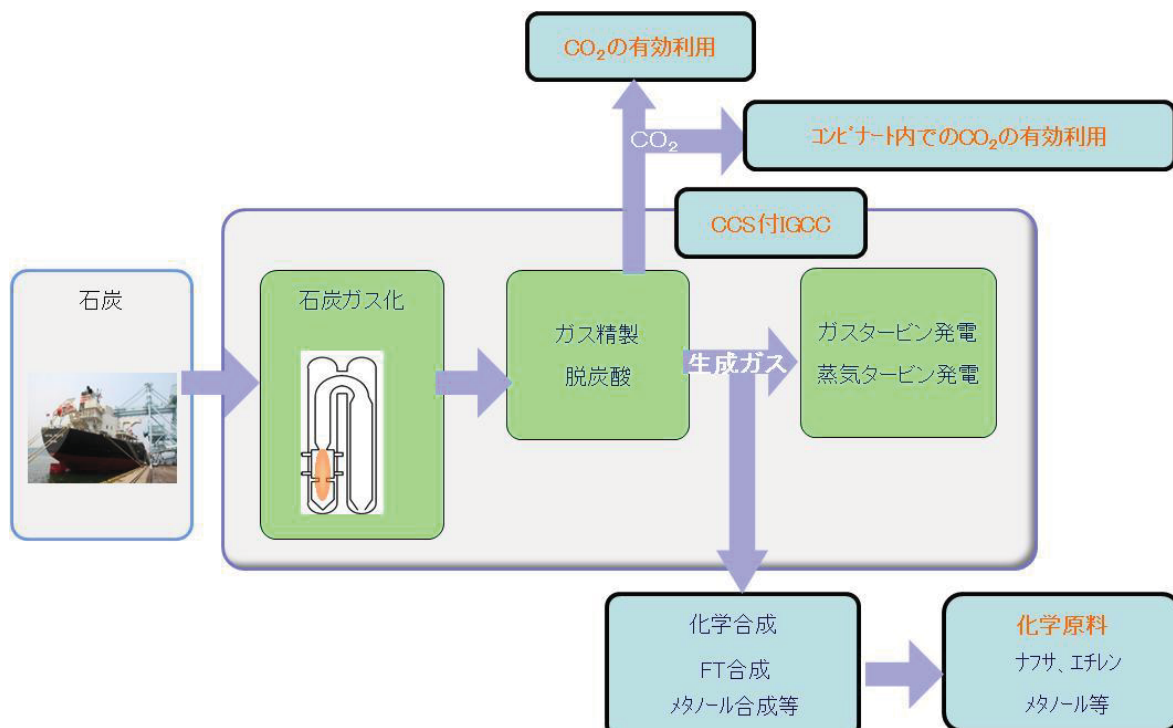 CO₂の有効利用
CO₂
コンビナート内でのCO₂の有効利用
CCS付IGCC
石炭
石炭ガス化
ガス精製
脱炭酸
生成ガス
ガスタービン発電
蒸気タービン発電
化学合成
FT合成
メタノール合成等
化学原料
ナフサ、エチレン
メタノール等